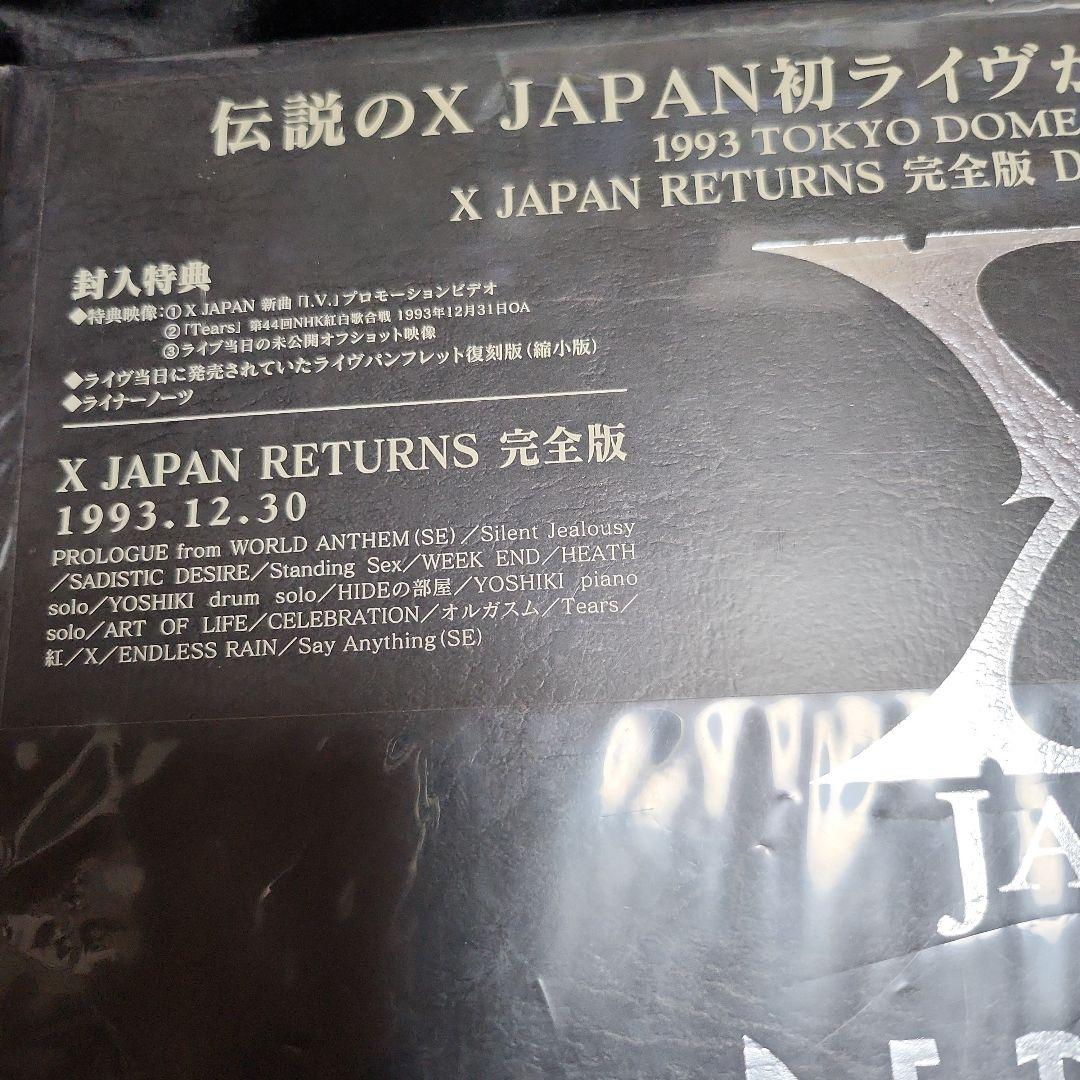 伝説のX JAPAN初ライヴが
1993 TOKYO DOME
X JAPAN RETURNS 完全版 D
封入特典
◆特典映像:①X JAPAN 新曲「I.V.」プロモーションビデオ
②「Tears」 第44回NHK紅白歌合戦 1993年12月31日OA
③ライブ当日の未公開オフショット映像
◆ライヴ当日に発売されていたライヴパンフレット復刻版(縮小版)
◆ライナーノーツ
X JAPAN RETURNS 完全版
1993.12.30
PROLOGUE from WORLD ANTHEM(SE)/Silent Jealousy
/SADISTIC DESIRE/Standing Sex/WEEK END/HEATH
solo/YOSHIKI drum solo/HIDEの部屋/YOSHIKI piano
solo/ART OF LIFE/CELEBRATION/オルガスム/Tears/
紅/X/ENDLESS RAIN/Say Anything(SE)
X
JA